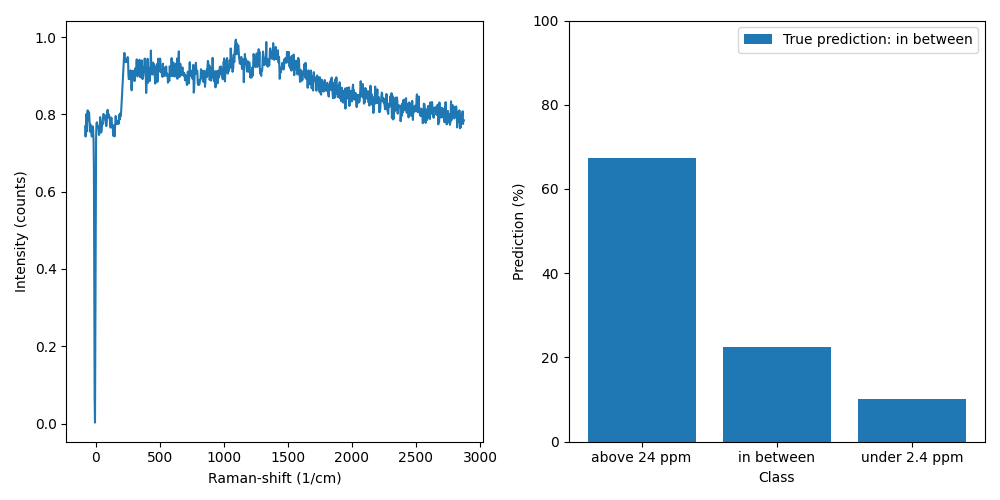 1.0
0.8
0.6
0.4
0.2
0.0
0 500 1000 1500 2000 2500 3000
Raman-shift (1/cm)
Intensity (counts)
100
80
60
40
20
0
True prediction: in between
above 24 ppm in between under 2.4 ppm
Class
Prediction (%)